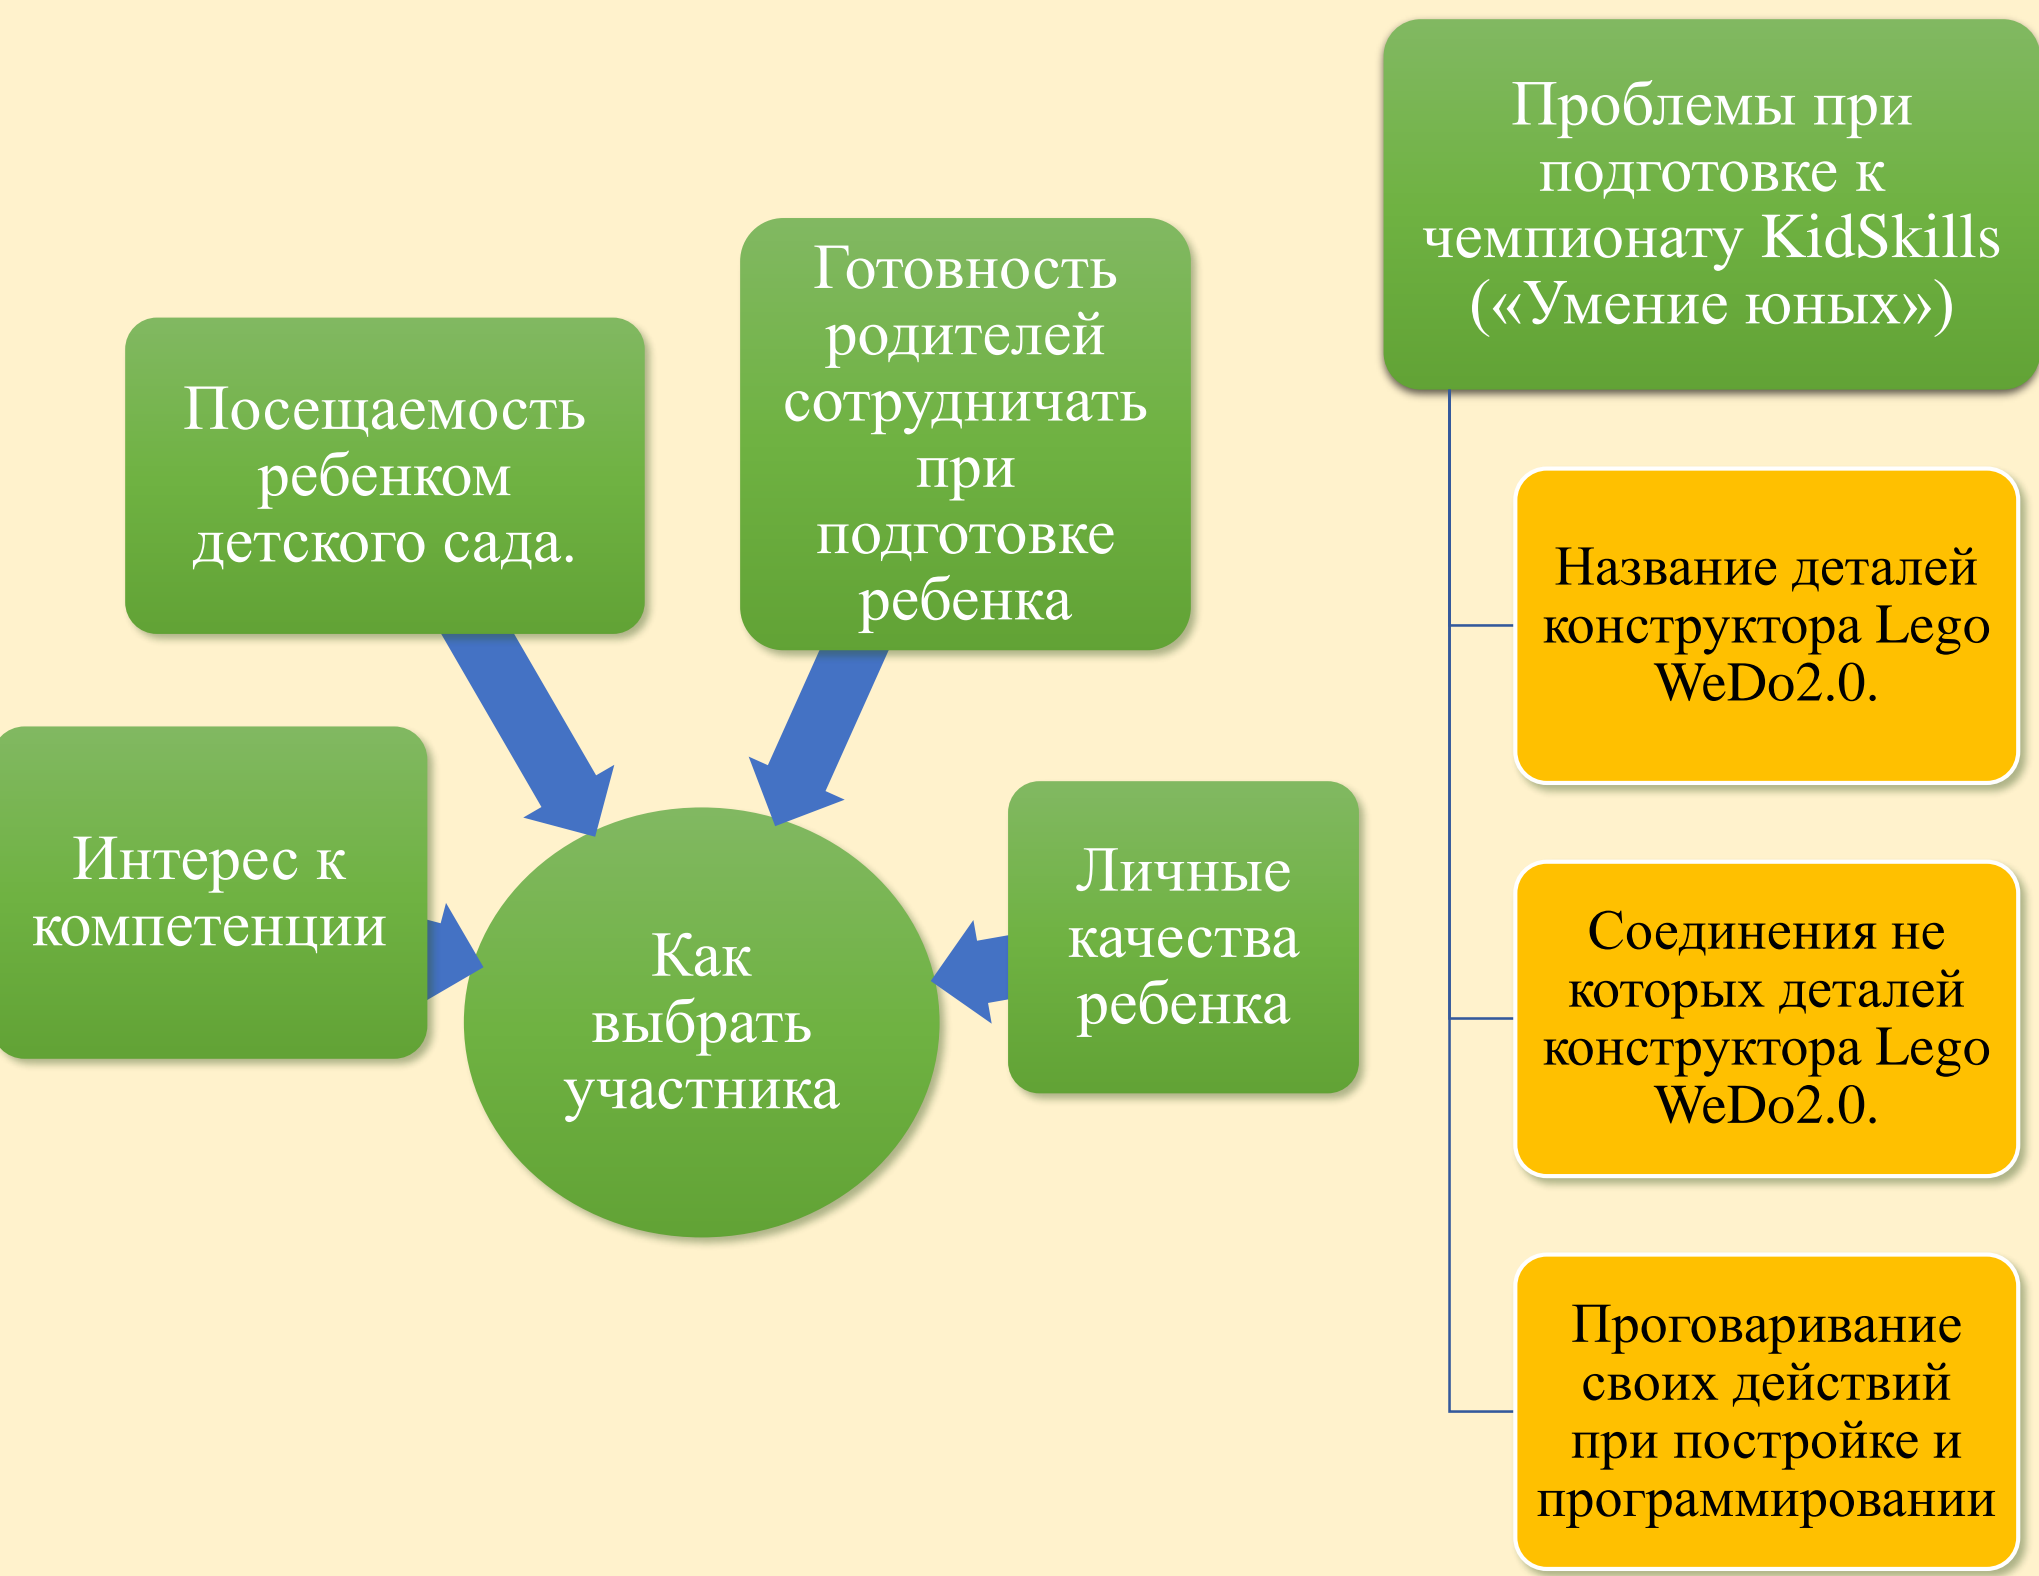 Посещаемость
ребенком
детского сада.
Готовность
родителей
сотрудничать
при
подготовке
ребенка
Интерес к
компетенции
Как
выбрать
участника
Личные
качества
ребенка
Проблемы при
подготовке к
чемпионату KidSkills
(«Умение юных»)
Название деталей
конструктора Lego
WeDo2.0.
Соединения не
которых деталей
конструктора Lego
WeDo2.0.
Проговаривание
своих действий
при постройке и
программировании